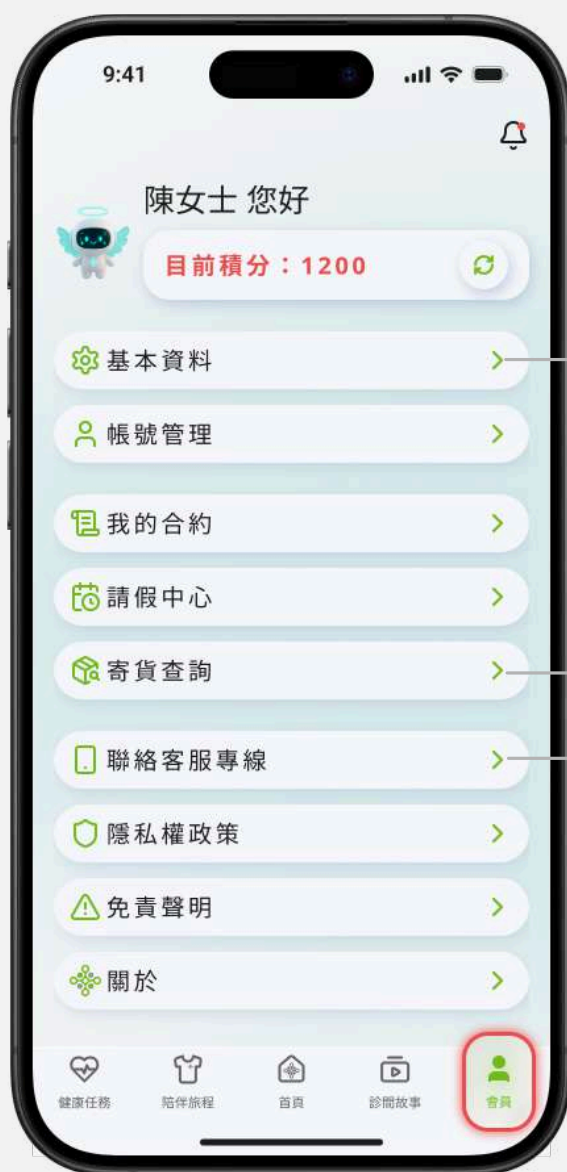 9:41
陳女士 您好
目前積分：1200
基本資料
帳號管理
我的合約
請假中心
寄貨查詢
聯絡客服專線
隱私權政策
免責聲明
關於
健康任務
陪伴旅程
首頁
診間故事
會員